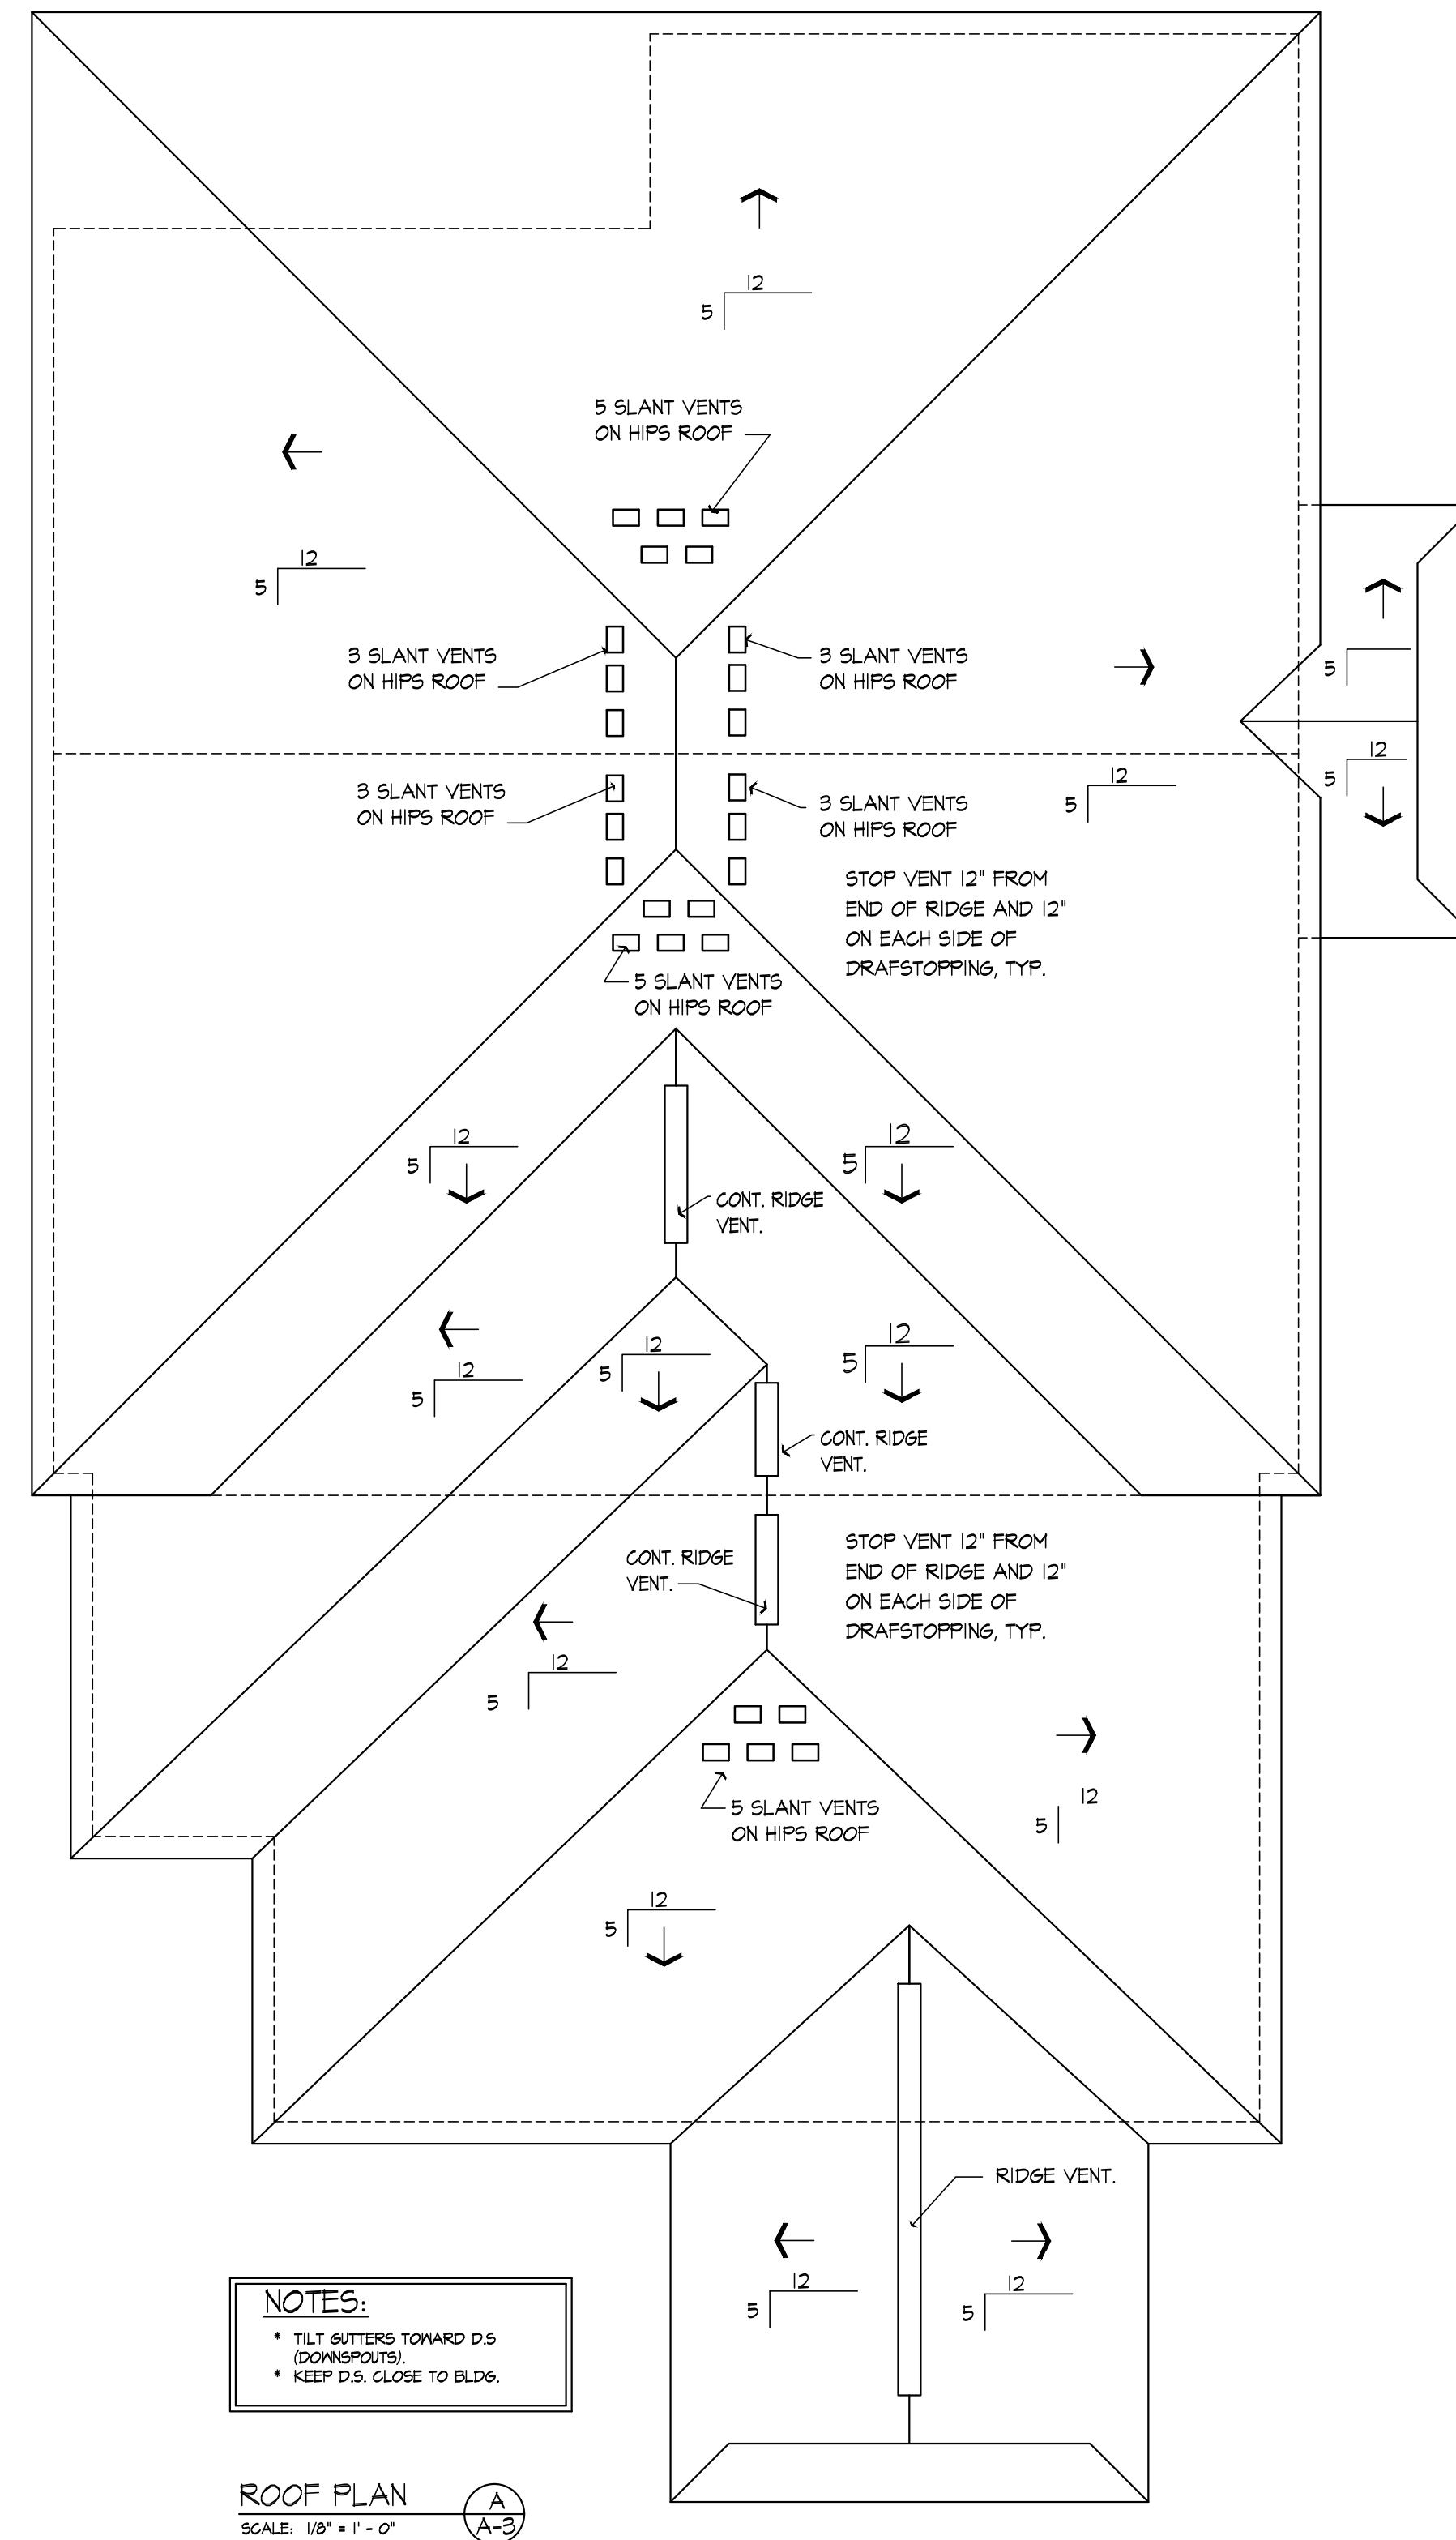 12
5
5 SLANT VENTS
ON HIPS ROOF
12
5
3 SLANT VENTS
ON HIPS ROOF
3 SLANT VENTS
ON HIPS ROOF
5
12
5
12
5
3 SLANT VENTS
ON HIPS ROOF
3 SLANT VENTS
ON HIPS ROOF
STOP VENT 12" FROM
END OF RIDGE AND 12"
ON EACH SIDE OF
DRAFSTOPPING, TYP.
5 SLANT VENTS
ON HIPS ROOF
12
5
12
5
CONT. RIDGE
VENT.
12
5
12
5
12
5
CONT. RIDGE
VENT.
STOP VENT 12" FROM
END OF RIDGE AND 12"
ON EACH SIDE OF
DRAFSTOPPING, TYP.
CONT. RIDGE
VENT.
12
5
12
5
5 SLANT VENTS
ON HIPS ROOF
12
5
RIDGE VENT.
12
5
12
5
NOTES:
* TILT GUTTERS TOWARD D.S
(DOWNSPOUTS).
* KEEP D.S. CLOSE TO BLDG.
ROOF PLAN
A
SCALE: 1/8" = 1' - 0"
A-3